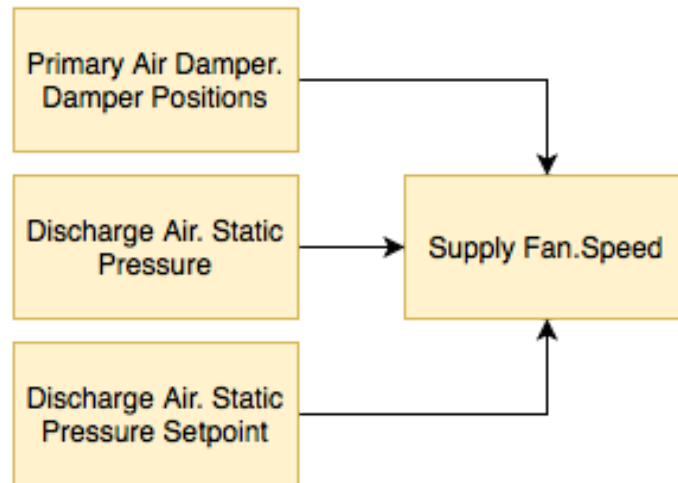 Primary Air Damper.
Damper Positions
Discharge Air. Static
Pressure
Supply Fan.Speed
Discharge Air. Static
Pressure Setpoint